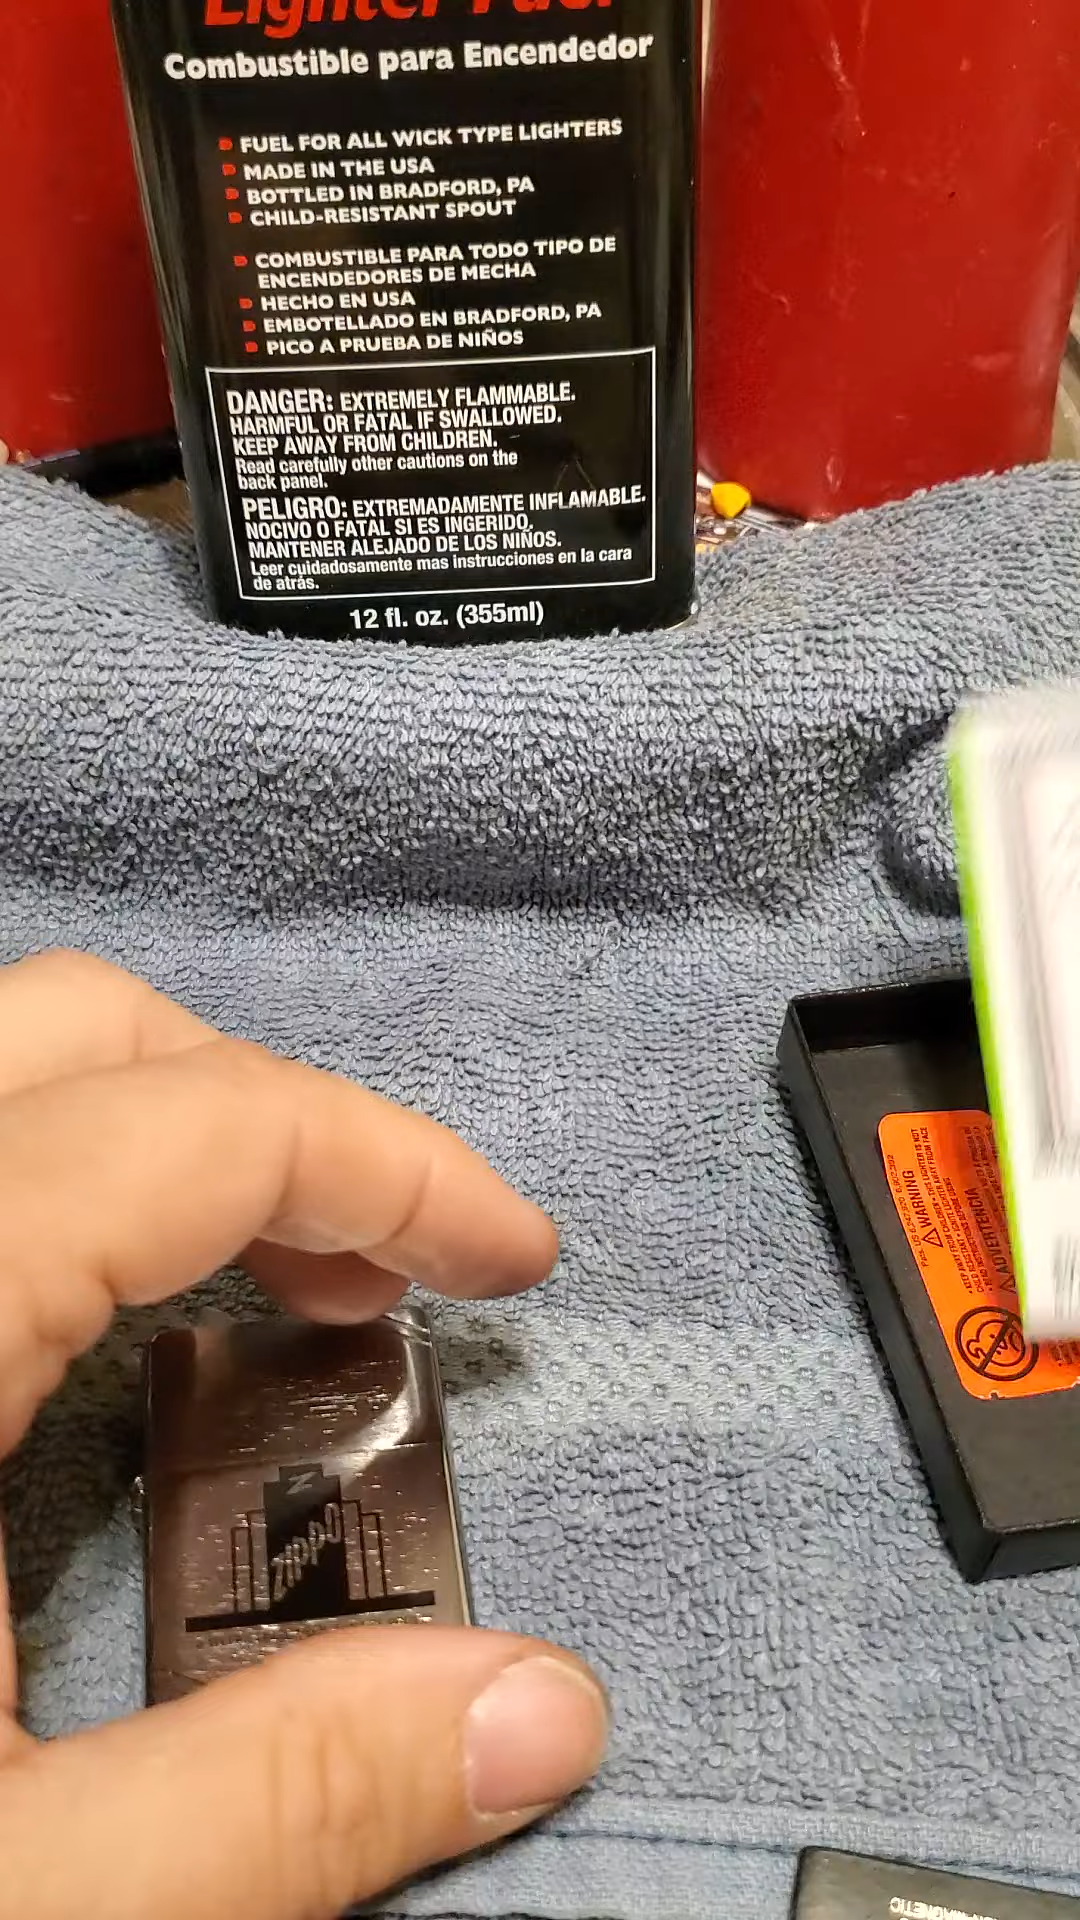 Lighter Fuel
Combustible para Encendedor
FUEL FOR ALL WICK TYPE LIGHTERS
MADE IN THE USA
BOTTLED IN BRADFORD, PA
CHILD-RESISTANT SPOUT
COMBUSTIBLE PARA TODO TIPO DE
ENCENDEDORES DE MECHA
HECHO EN USA
EMBOTELLADO EN BRADFORD, PA
PICO A PRUEBA DE NIÑOS
DANGER: EXTREMELY FLAMMABLE.
HARMFUL OR FATAL IF SWALLOWED.
KEEP AWAY FROM CHILDREN.
Read carefully other cautions on the
back panel.
PELIGRO: EXTREMADAMENTE INFLAMABLE.
NOCIVO O FATAL SI ES INGERIDO.
MANTENER ALEJADO DE LOS NIÑOS.
Leer cuidadosamente mas instrucciones en la cara
de atrás.
12 fl. oz. (355ml)
WARNING
ADVERTENCIA
Z
Zippo
MAGNETIC